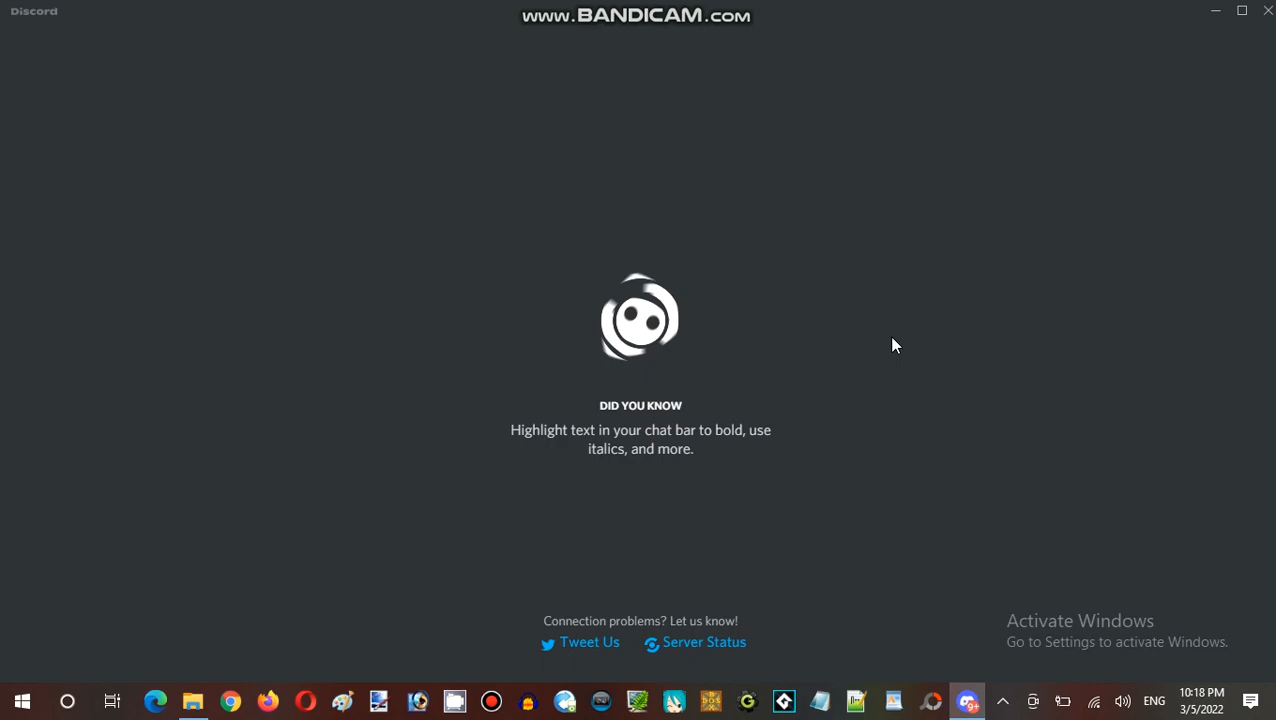 Discord
www.BANDICAM.com
DID YOU KNOW
Highlight text in your chat bar to bold, use
italics, and more.
Connection problems? Let us know!
Tweet Us
Server Status
Activate Windows
Go to Settings to activate Windows.
9+
ENG
10:18 PM
3/5/2022